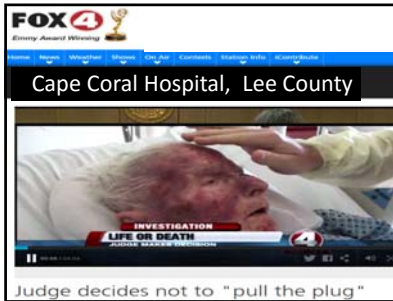 FOX 4
Emmy Award Winning
Home News Weather Shows On Air Contests Station Info iContribute
Cape Coral Hospital, Lee County
INVESTIGATION
LIFE OR DEATH
JUDGE MAKES DECISION
4
Judge decides not to "pull the plug"